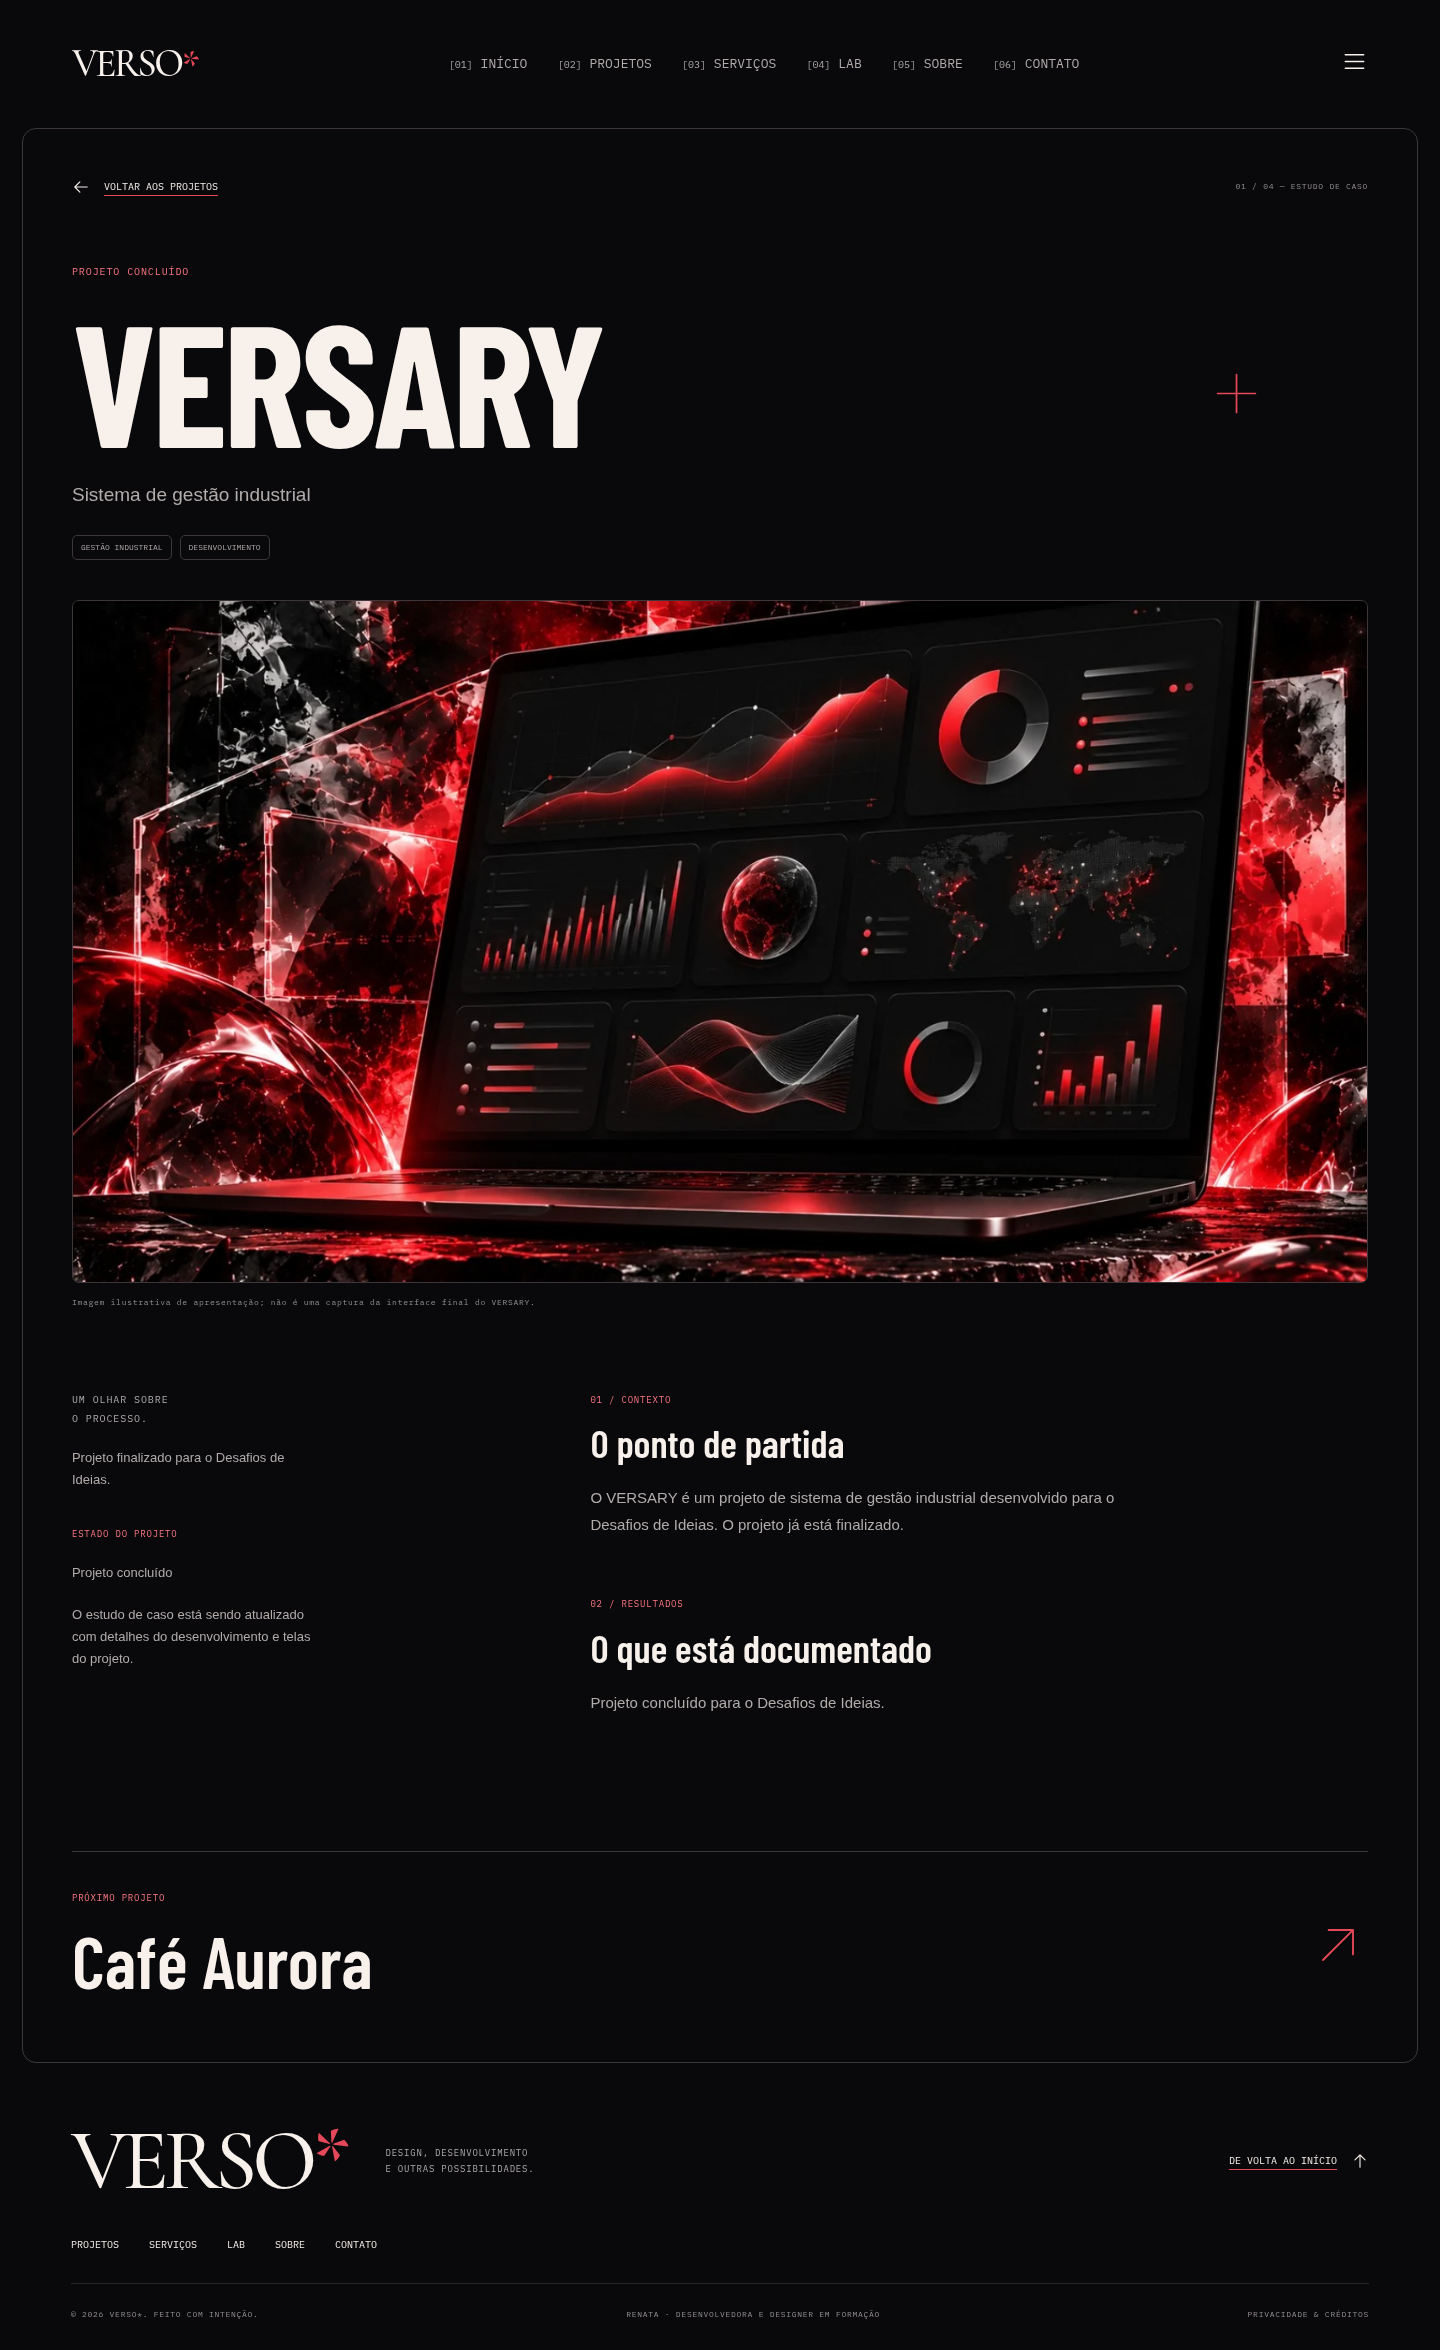 VERSO*
[01] INÍCIO [02] PROJETOS [03] SERVIÇOS [04] LAB [05] SOBRE [06] CONTATO
VOLTAR AOS PROJETOS
01 / 04 — ESTUDO DE CASO
PROJETO CONCLUÍDO
VERSARY
Sistema de gestão industrial
GESTÃO INDUSTRIAL
DESENVOLVIMENTO
Imagem ilustrativa de apresentação; não é uma captura da interface final do VERSARY.
UM OLHAR SOBRE
O PROCESSO.
Projeto finalizado para o Desafios de
Ideias.
ESTADO DO PROJETO
Projeto concluído
O estudo de caso está sendo atualizado
com detalhes do desenvolvimento e telas
do projeto.
01 / CONTEXTO
O ponto de partida
O VERSARY é um projeto de sistema de gestão industrial desenvolvido para o
Desafios de Ideias. O projeto já está finalizado.
02 / RESULTADOS
O que está documentado
Projeto concluído para o Desafios de Ideias.
PRÓXIMO PROJETO
Café Aurora
VERSO*
DESIGN, DESENVOLVIMENTO
E OUTRAS POSSIBILIDADES.
DE VOLTA AO INÍCIO
PROJETOS SERVIÇOS LAB SOBRE CONTATO
© 2026 VERSO*. FEITO COM INTENÇÃO.
RENATA · DESENVOLVEDORA E DESIGNER EM FORMAÇÃO
PRIVACIDADE & CRÉDITOS